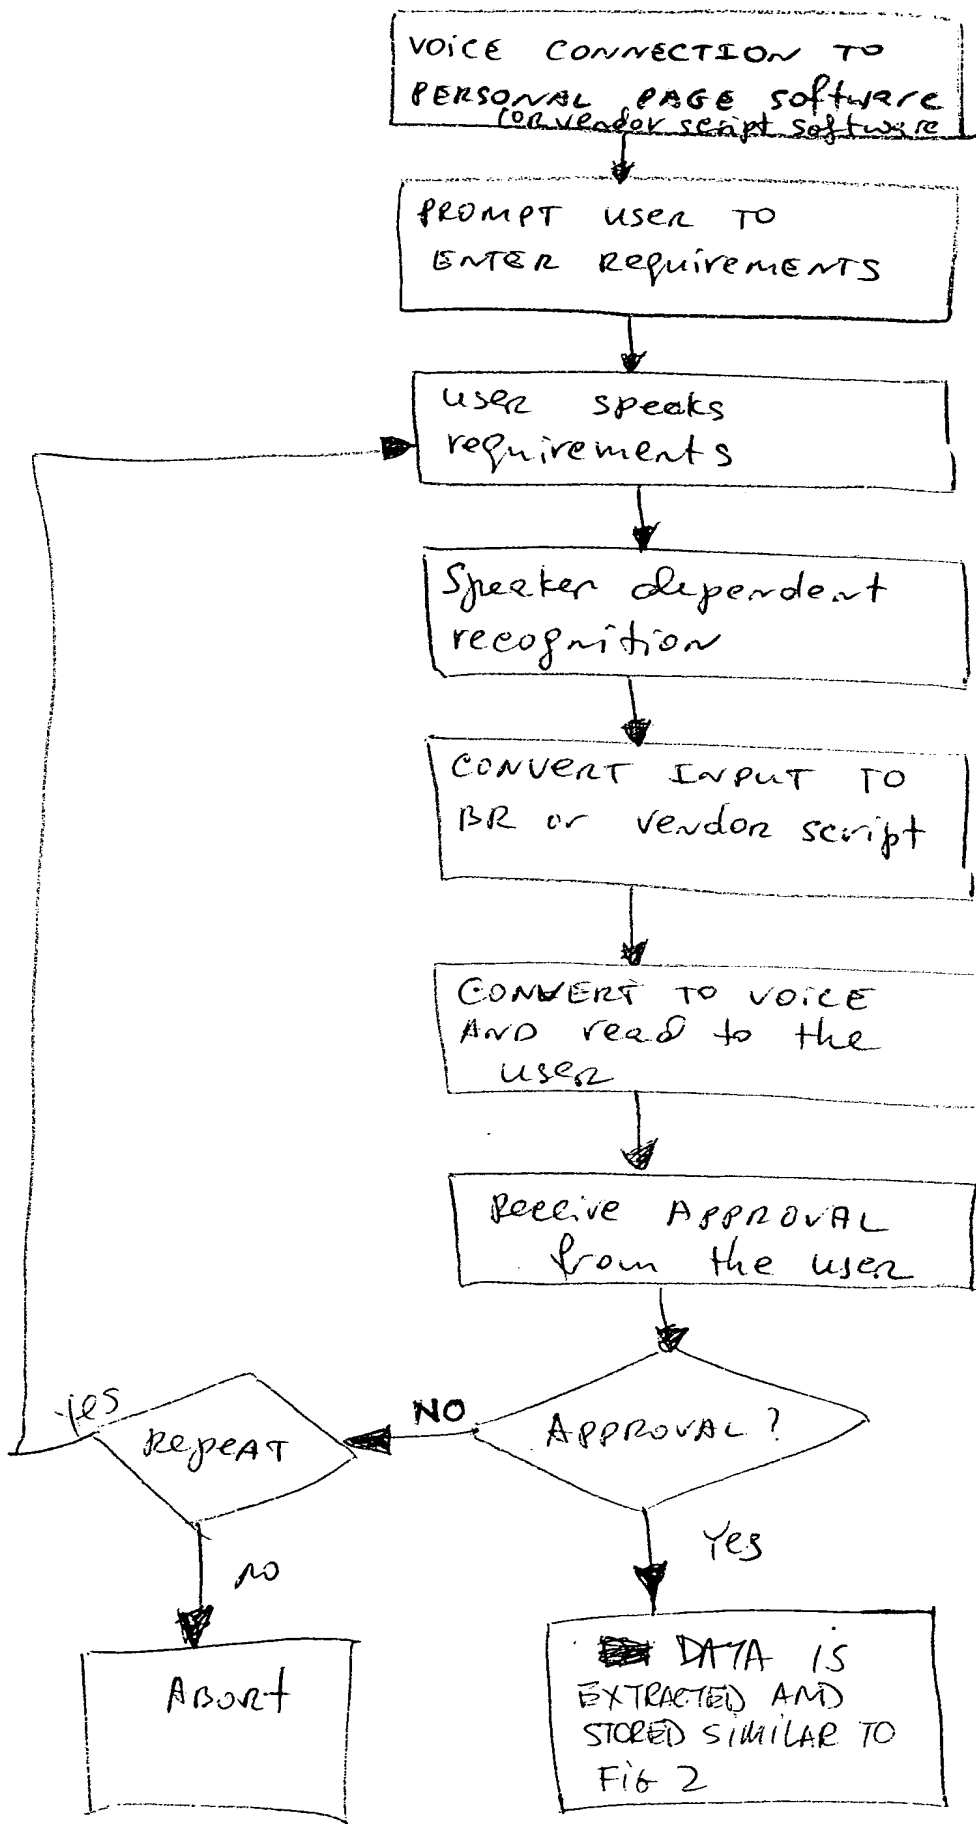 VOICE CONNECTION TO
PERSONAL PAGE software
(or vendor script software
PROMPT user TO
ENTER Requirements
user speaks
requirements
Speaker dependent
recognition
CONVERT INPUT TO
BR or vendor script
CONVERT TO VOICE
AND read to the
user
Receive APPROVAL
from the user
APPROVAL?
NO
Repeat
yes
Yes
no
Abort
DATA IS
EXTRACTED AND
STORED SIMILAR TO
FIG 2